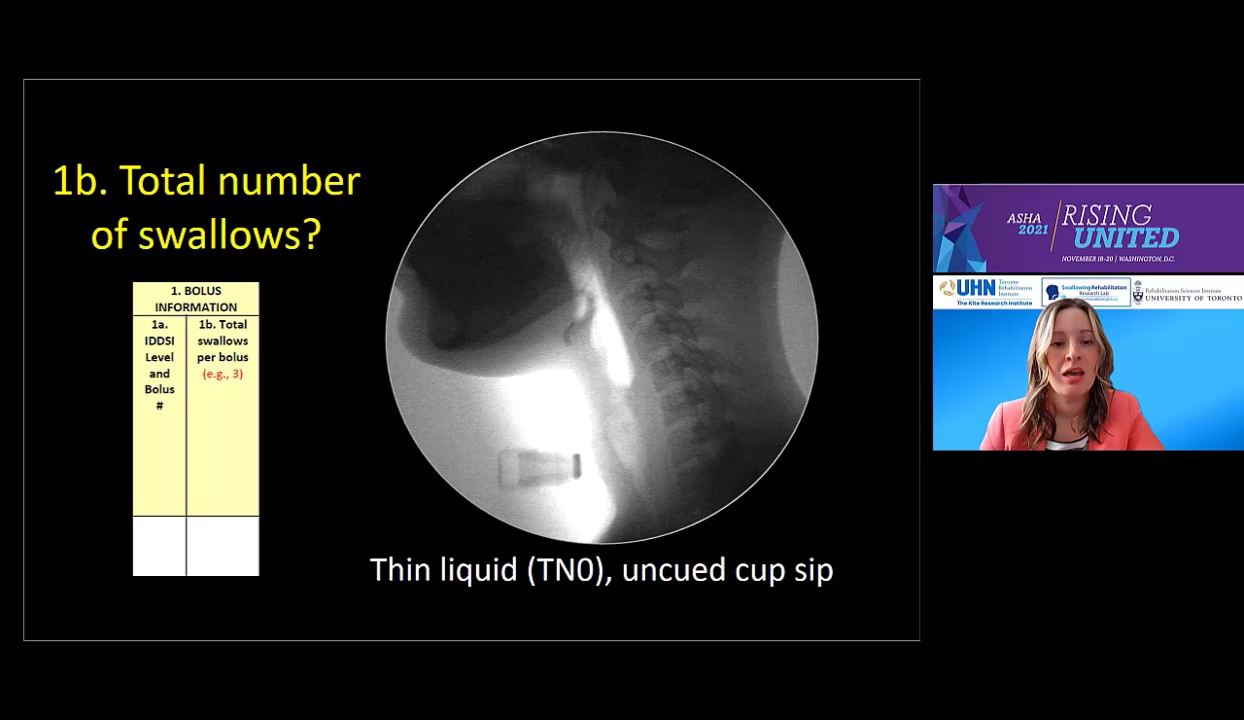 1b. Total number
of swallows?
1. BOLUS
INFORMATION
1a.
IDDSI
Level
and
Bolus
#
1b. Total
swallows
per bolus
(e.g., 3)
Thin liquid (TN0), uncued cup sip
ASHA
2021
RISING
UNITED
NOVEMBER 18-20 | WASHINGTON, D.C.
UHN
Toronto
Rehabilitation
Institute
The Kite Research Institute
Swallowing Rehabilitation
Research Lab
Rehabilitation Sciences Institute
UNIVERSITY OF TORONTO